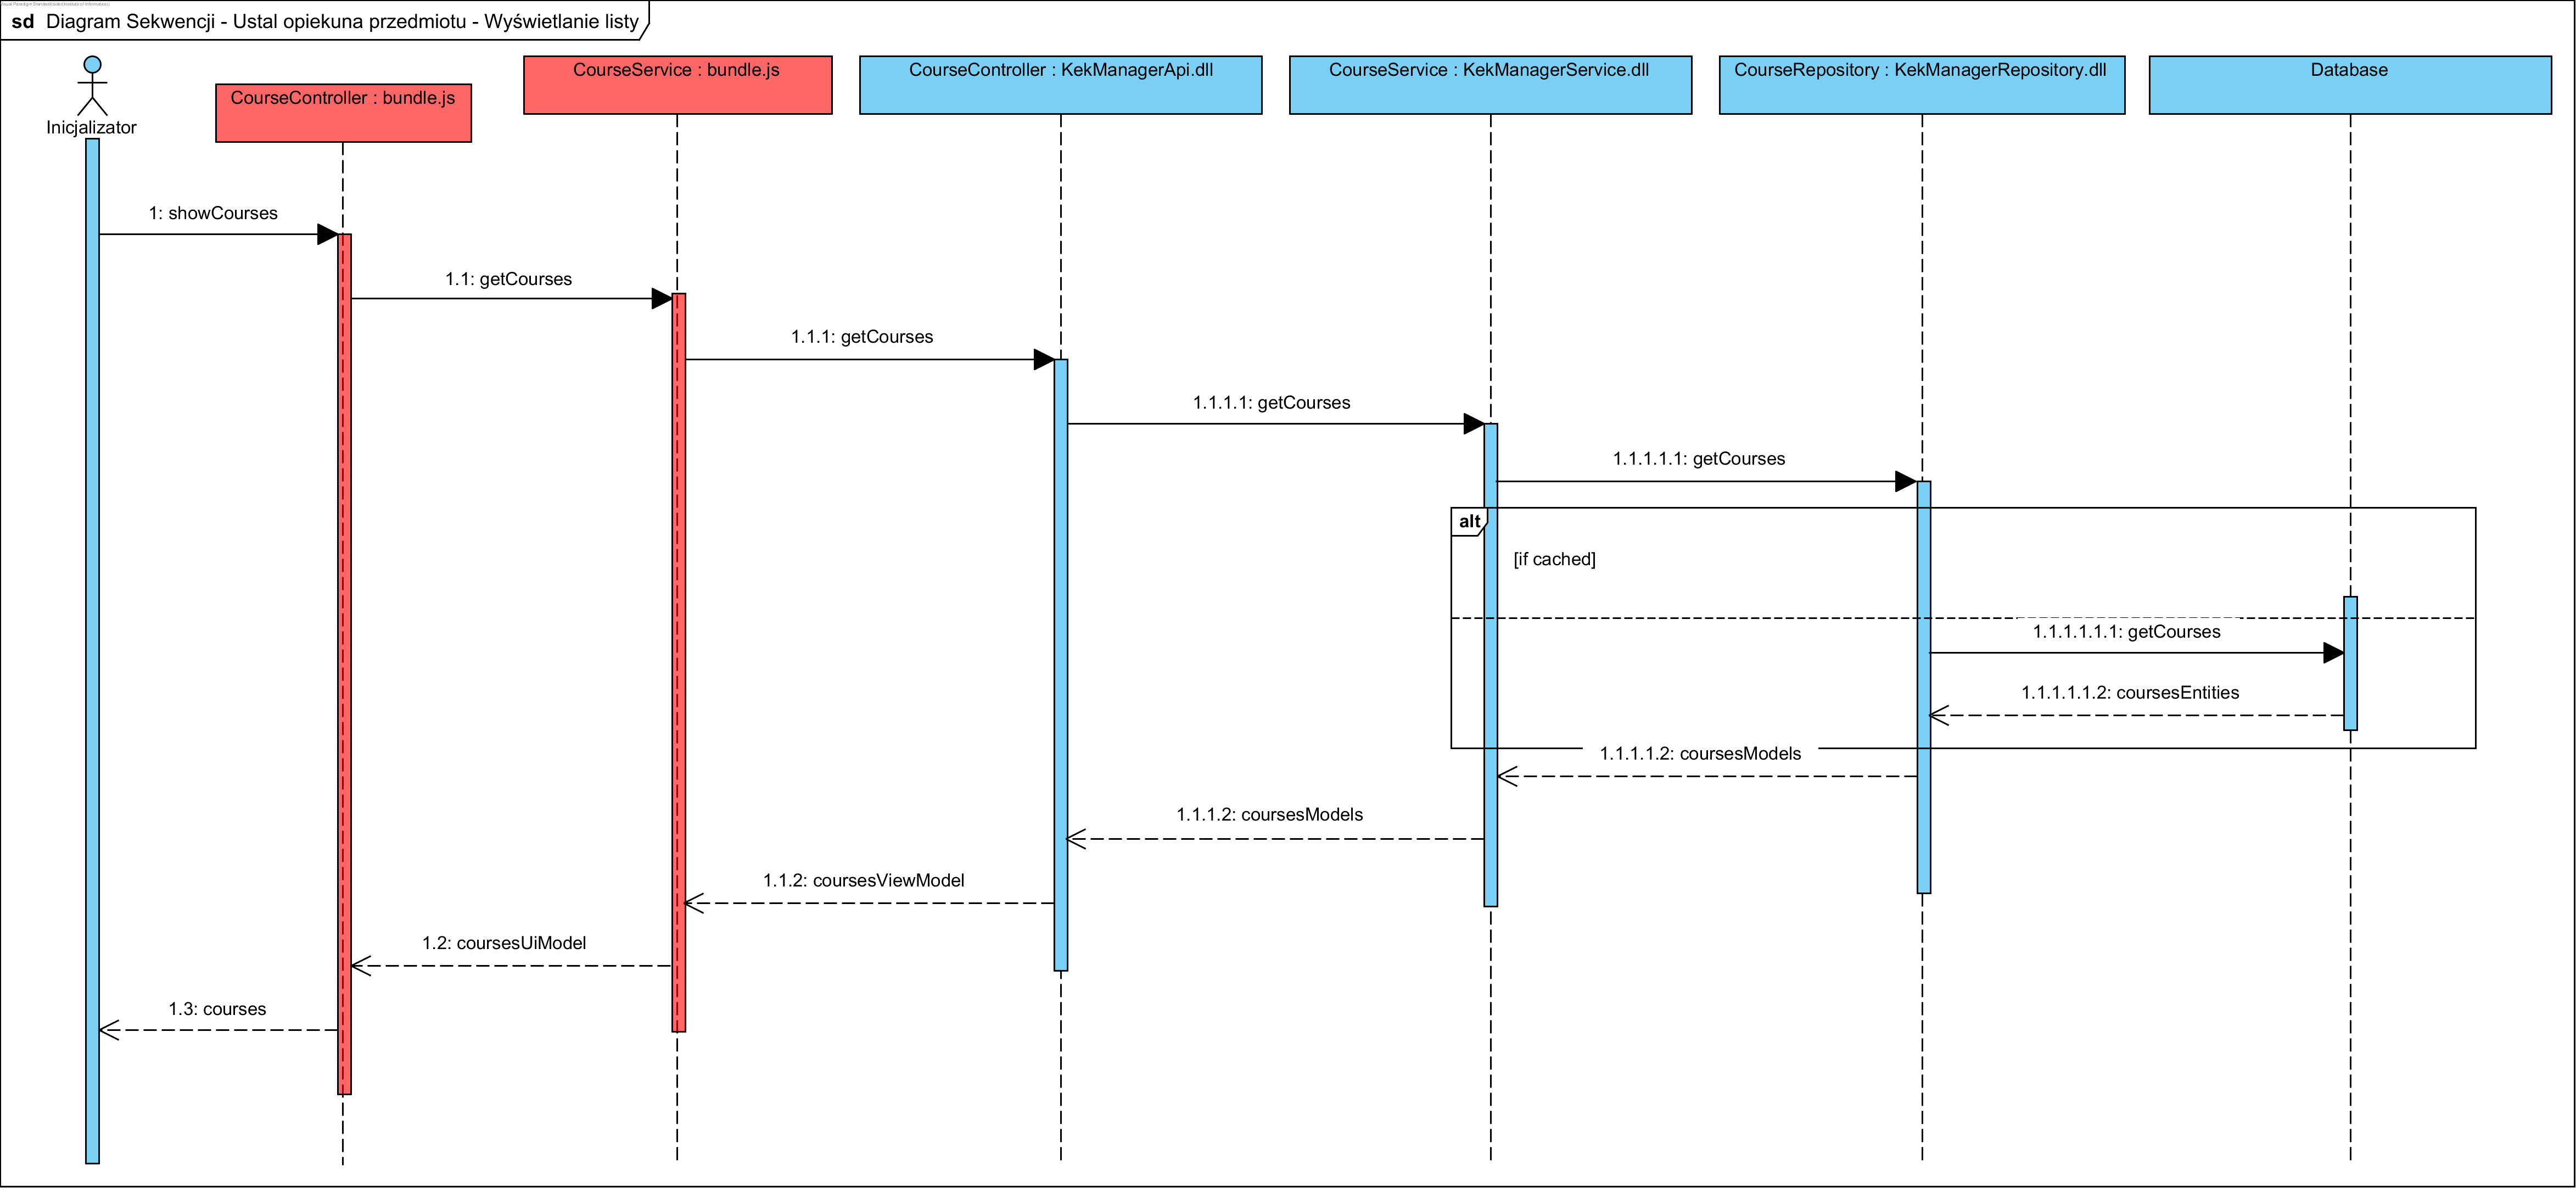 sd Diagram Sekwencji - Ustal opiekuna przedmiotu - Wyświetlanie listy
Inicjalizator
CourseController : bundle.js
CourseService : bundle.js
CourseController : KekManagerApi.dll
CourseService : KekManagerService.dll
CourseRepository : KekManagerRepository.dll
Database
1: showCourses
1.1: getCourses
1.1.1: getCourses
1.1.1.1: getCourses
1.1.1.1.1: getCourses
alt
[if cached]
1.1.1.1.1.1: getCourses
1.1.1.1.1.2: coursesEntities
1.1.1.1.2: coursesModels
1.1.1.2: coursesModels
1.1.2: coursesViewModel
1.2: coursesUiModel
1.3: courses